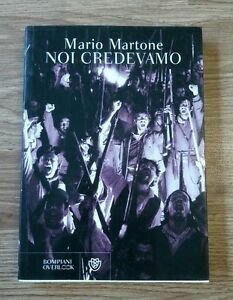 Mario Martone
NOI CREDEVAMO
BOMPIANI
OVERLOOK